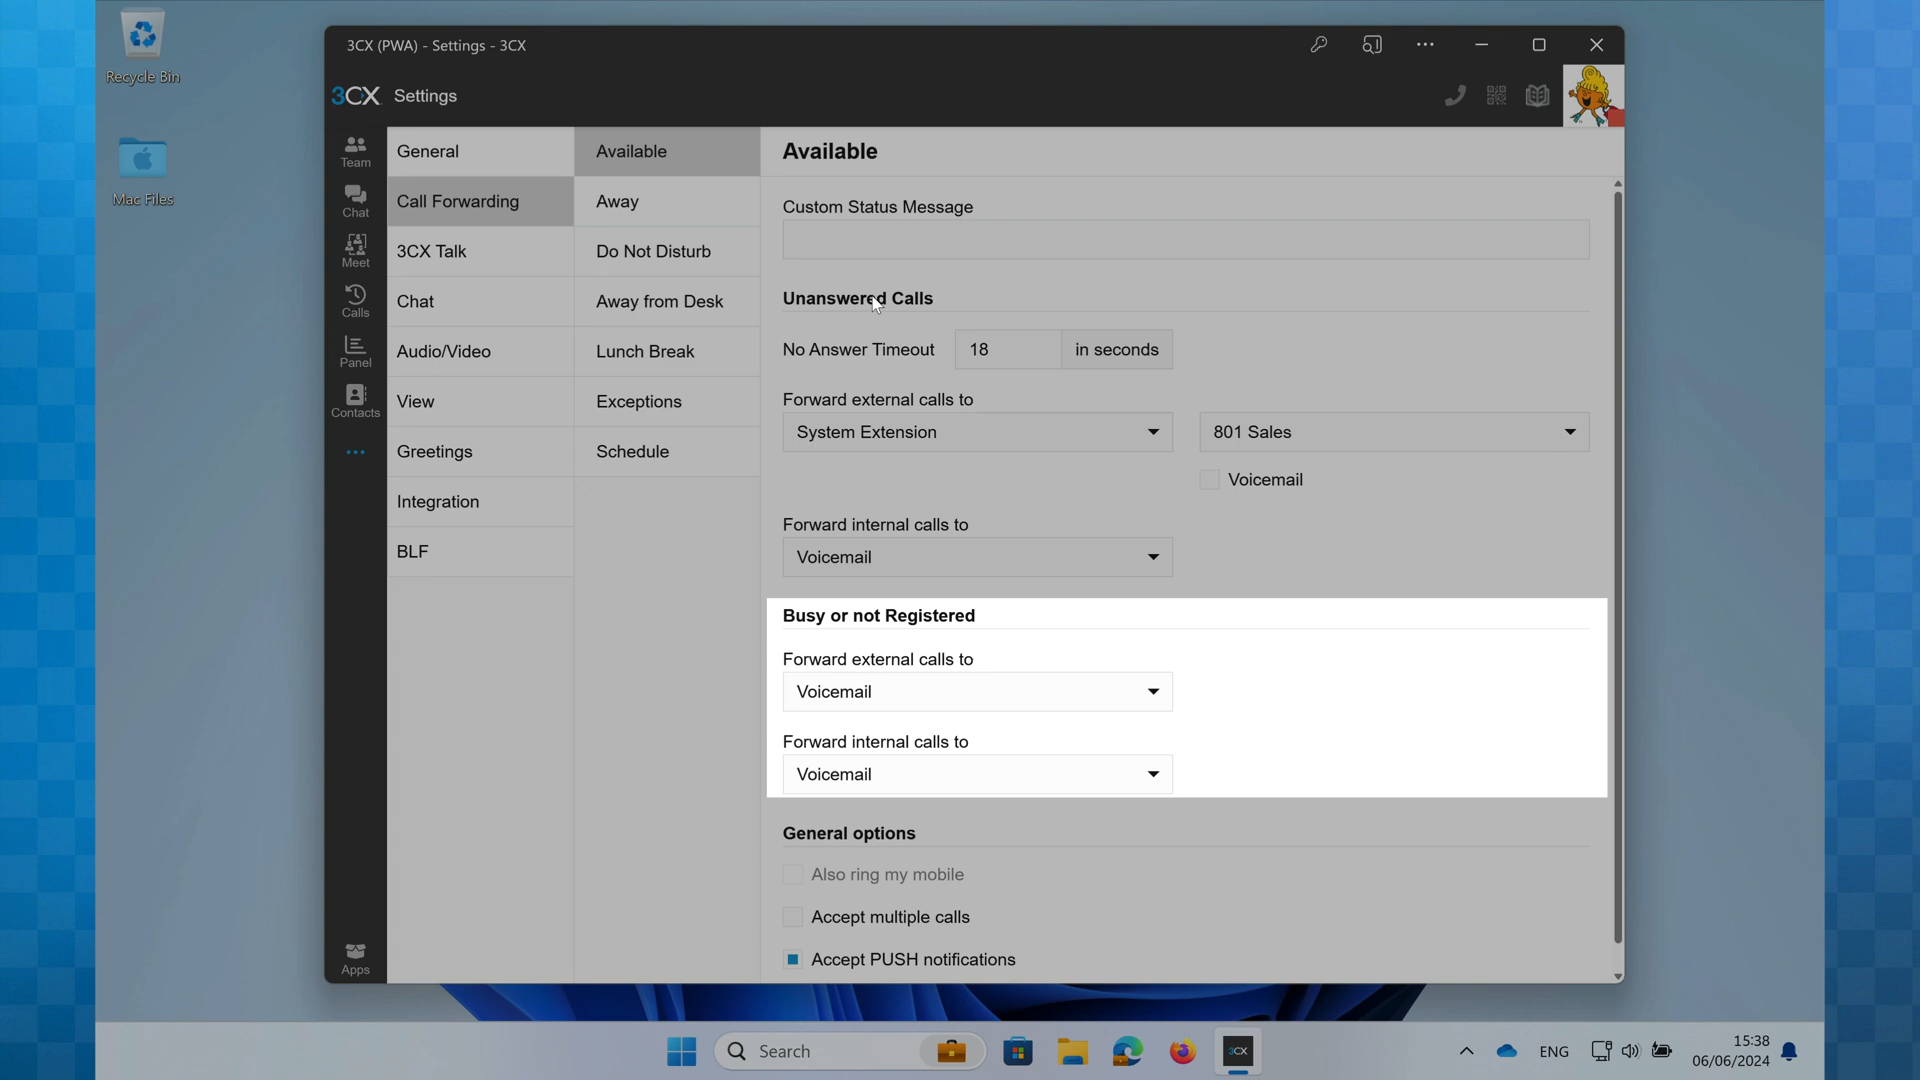 Recycle Bin
Mac Files
3CX (PWA) - Settings - 3CX
3CX Settings
Team
Chat
Meet
Calls
Panel
Contacts
Apps
General
Call Forwarding
3CX Talk
Chat
Audio/Video
View
Greetings
Integration
BLF
Available
Away
Do Not Disturb
Away from Desk
Lunch Break
Exceptions
Schedule
Available
Custom Status Message
Unanswered Calls
No Answer Timeout 18 in seconds
Forward external calls to
System Extension 801 Sales
Voicemail
Forward internal calls to
Voicemail
Busy or not Registered
Forward external calls to
Voicemail
Forward internal calls to
Voicemail
General options
Also ring my mobile
Accept multiple calls
Accept PUSH notifications
Search
3CX
ENG
15:38
06/06/2024